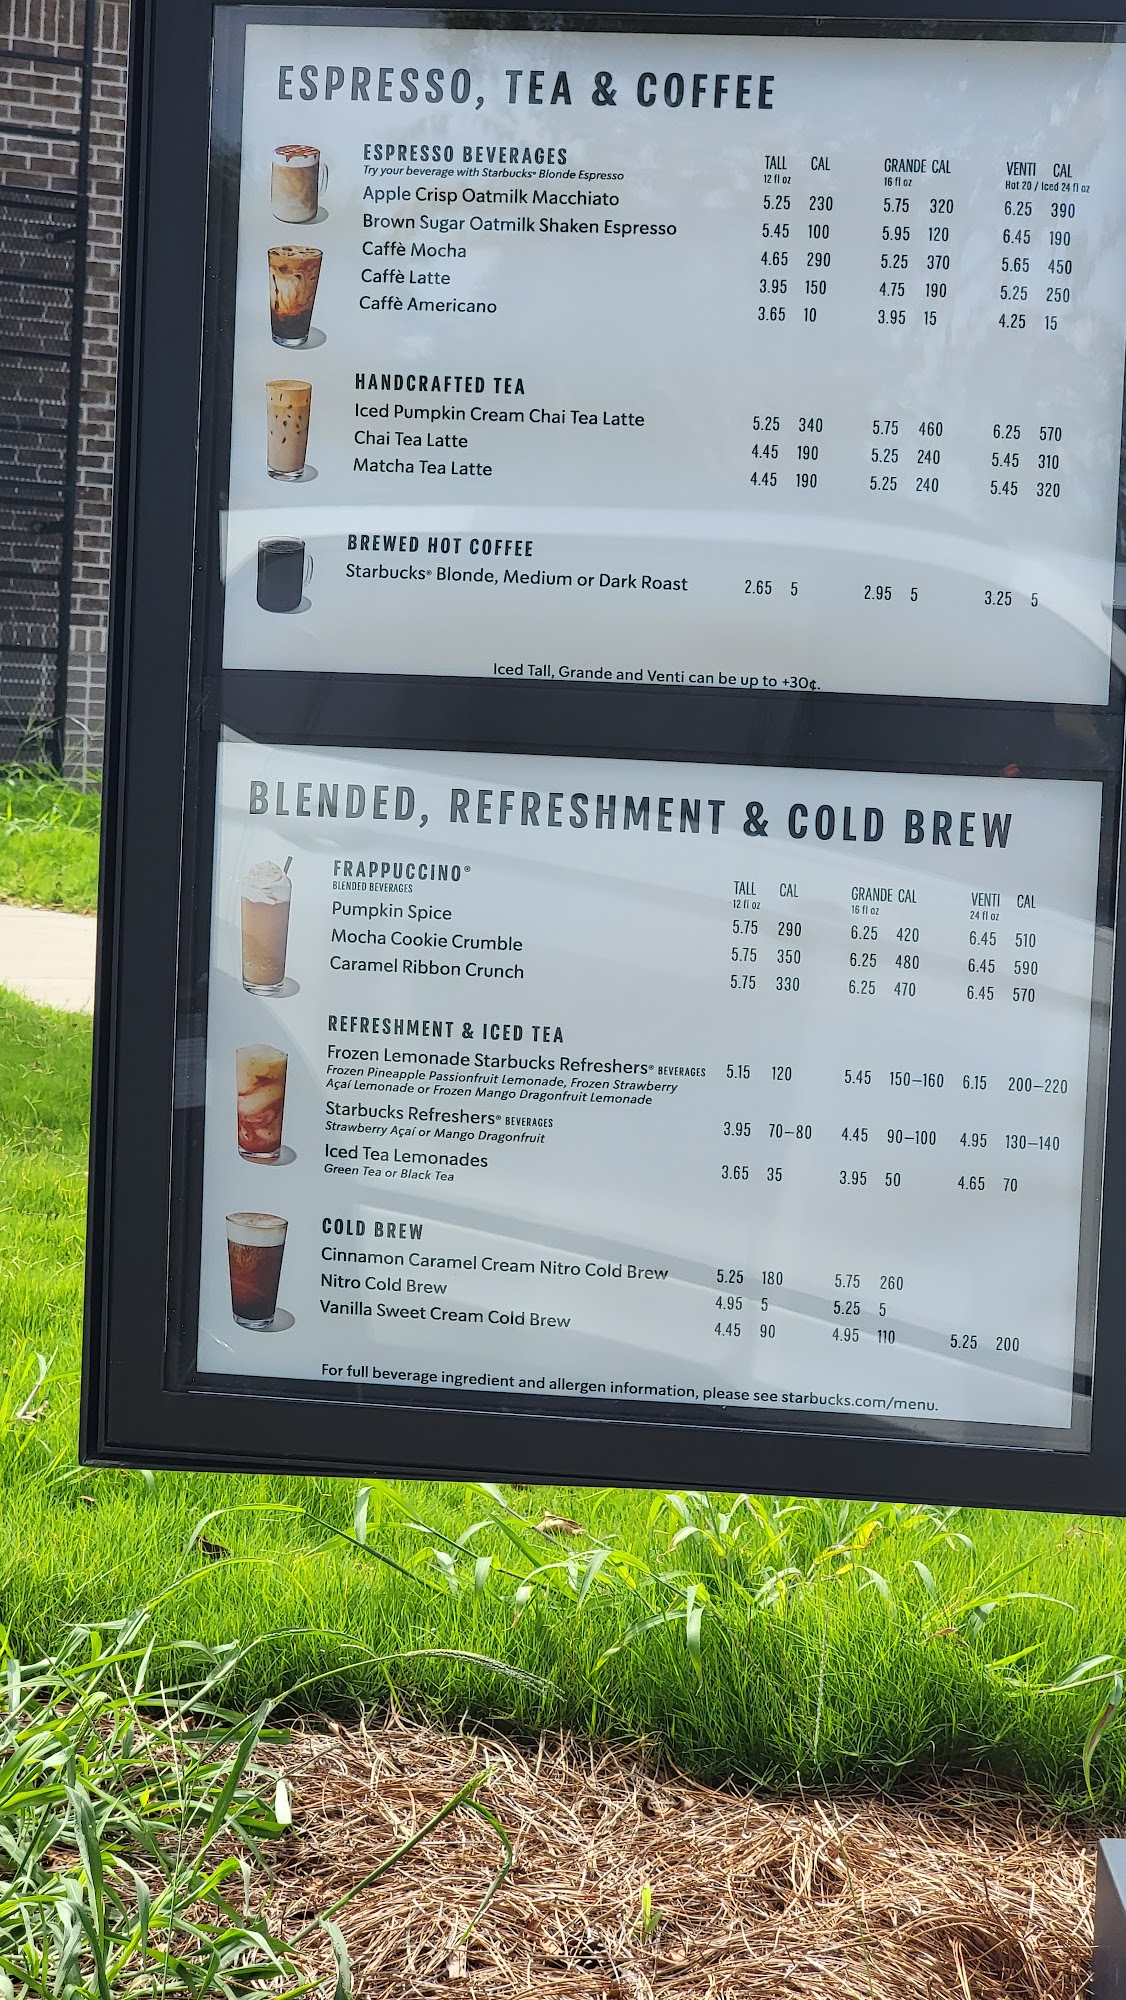 ESPRESSO, TEA & COFFEE
ESPRESSO BEVERAGES TALL CAL GRANDE CAL VENTI CAL
Try your beverage with Starbucks® Blonde Espresso 12 fl oz 16 fl oz Hot 20 / Iced 24 fl oz
Apple Crisp Oatmilk Macchiato 5.25 230 5.75 320 6.25 390
Brown Sugar Oatmilk Shaken Espresso 5.45 100 5.95 120 6.45 190
Caffè Mocha 4.65 290 5.25 370 5.65 450
Caffè Latte 3.95 150 4.75 190 5.25 250
Caffè Americano 3.65 10 3.95 15 4.25 15
HANDCRAFTED TEA
Iced Pumpkin Cream Chai Tea Latte 5.25 340 5.75 460 6.25 570
Chai Tea Latte 4.45 190 5.25 240 5.45 310
Matcha Tea Latte 4.45 190 5.25 240 5.45 320
BREWED HOT COFFEE
Starbucks® Blonde, Medium or Dark Roast 2.65 5 2.95 5 3.25 5
Iced Tall, Grande and Venti can be up to +30¢.
BLENDED, REFRESHMENT & COLD BREW
FRAPPUCCINO® TALL CAL GRANDE CAL VENTI CAL
BLENDED BEVERAGES 12 fl oz 16 fl oz 24 fl oz
Pumpkin Spice 5.75 290 6.25 420 6.45 510
Mocha Cookie Crumble 5.75 350 6.25 480 6.45 590
Caramel Ribbon Crunch 5.75 330 6.25 470 6.45 570
REFRESHMENT & ICED TEA
Frozen Lemonade Starbucks Refreshers® BEVERAGES 5.15 120 5.45 150–160 6.15 200–220
Frozen Pineapple Passionfruit Lemonade, Frozen Strawberry
Açaí Lemonade or Frozen Mango Dragonfruit Lemonade
Starbucks Refreshers® BEVERAGES 3.95 70–80 4.45 90–100 4.95 130–140
Strawberry Açaí or Mango Dragonfruit
Iced Tea Lemonades 3.65 35 3.95 50 4.65 70
Green Tea or Black Tea
COLD BREW
Cinnamon Caramel Cream Nitro Cold Brew 5.25 180 5.75 260
Nitro Cold Brew 4.95 5 5.25 5
Vanilla Sweet Cream Cold Brew 4.45 90 4.95 110 5.25 200
For full beverage ingredient and allergen information, please see starbucks.com/menu.